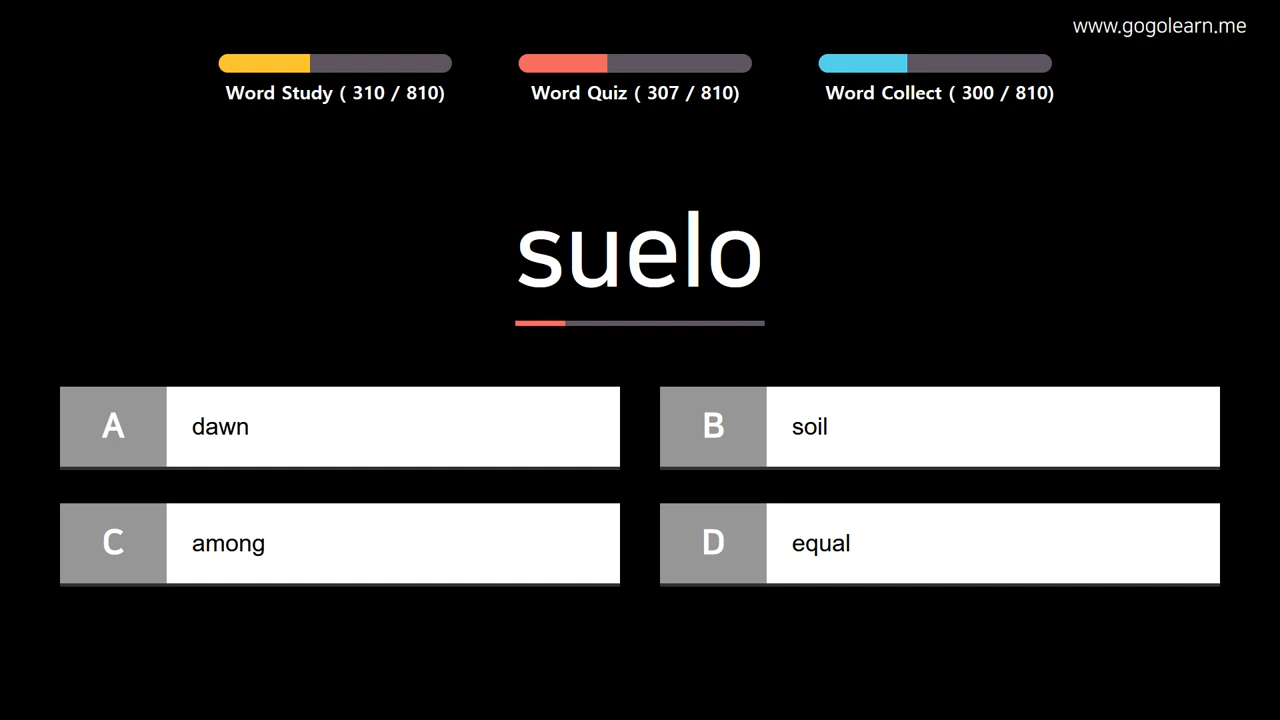 www.gogolearn.me
Word Study ( 310 / 810)
Word Quiz ( 307 / 810)
Word Collect ( 300 / 810)
suelo
A dawn
B soil
C among
D equal